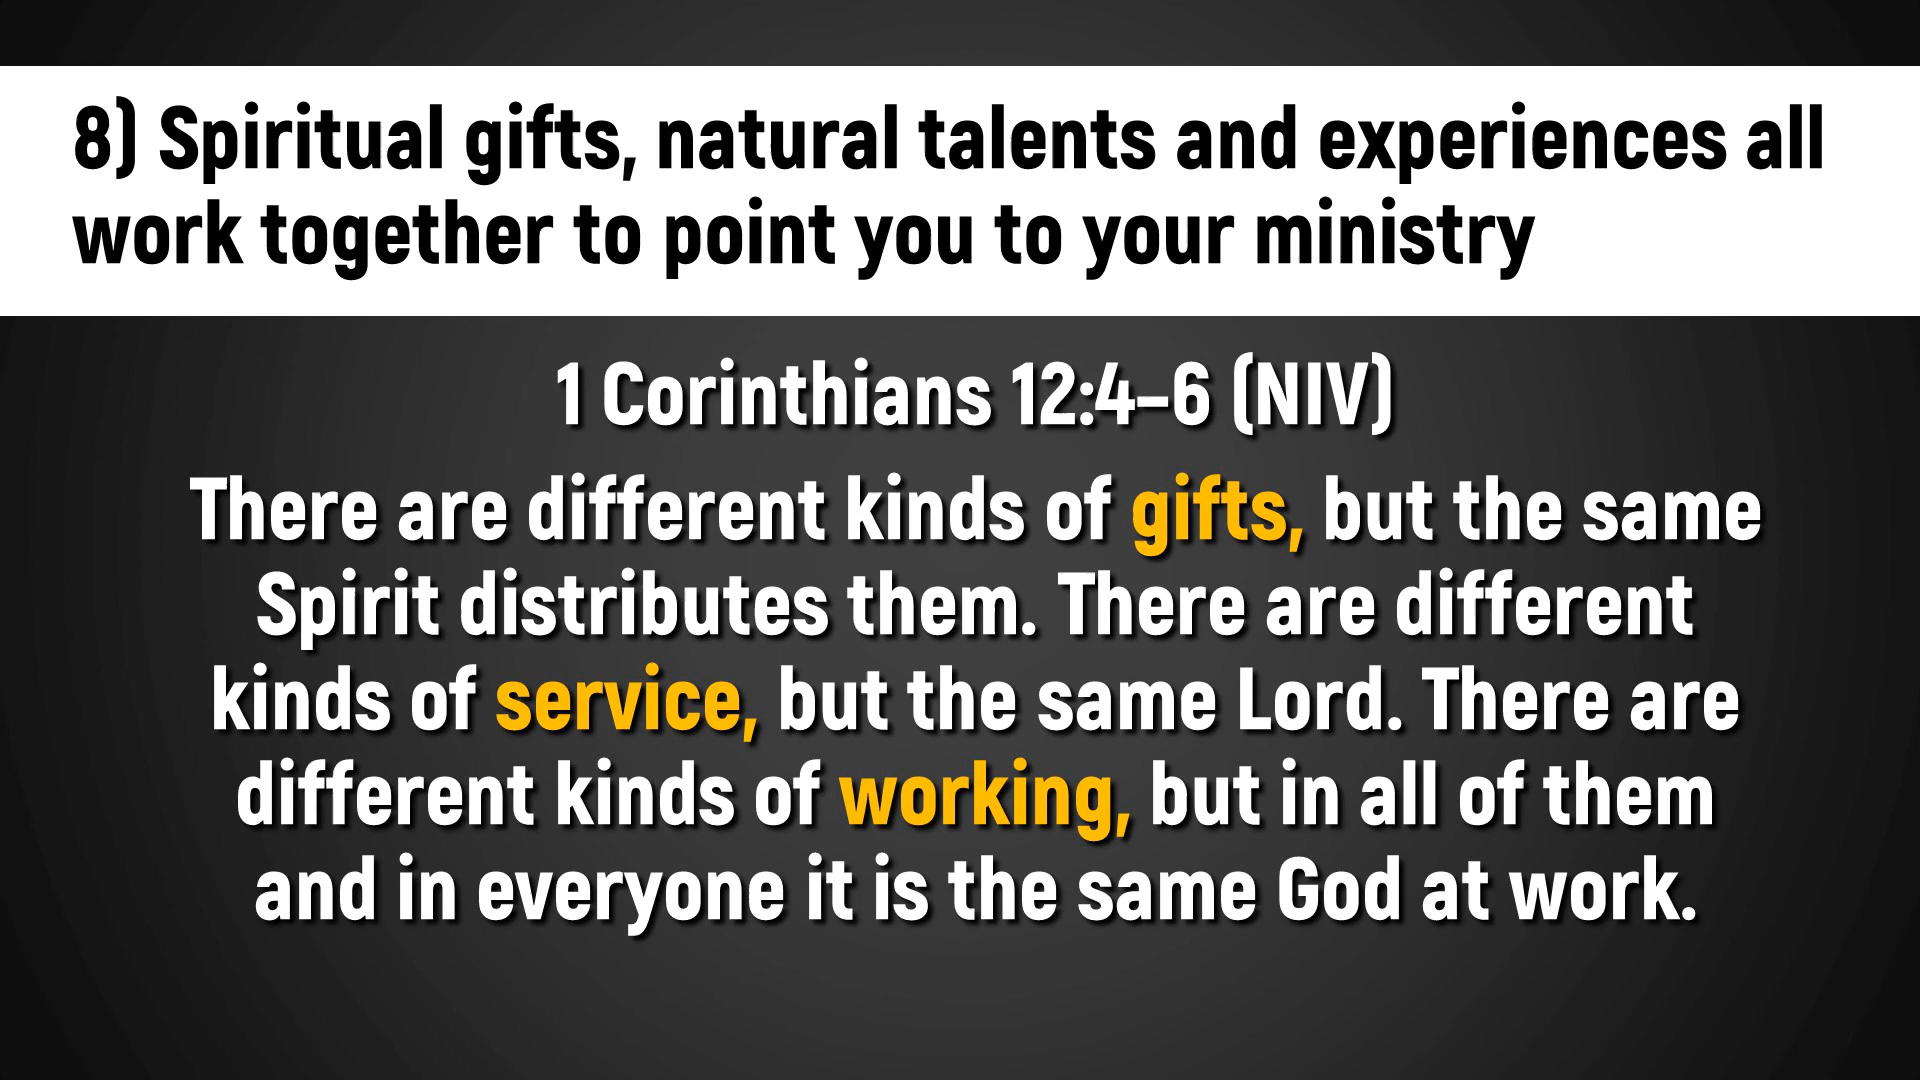 8) Spiritual gifts, natural talents and experiences all
work together to point you to your ministry
1 Corinthians 12:4–6 (NIV)
There are different kinds of gifts, but the same
Spirit distributes them. There are different
kinds of service, but the same Lord. There are
different kinds of working, but in all of them
and in everyone it is the same God at work.